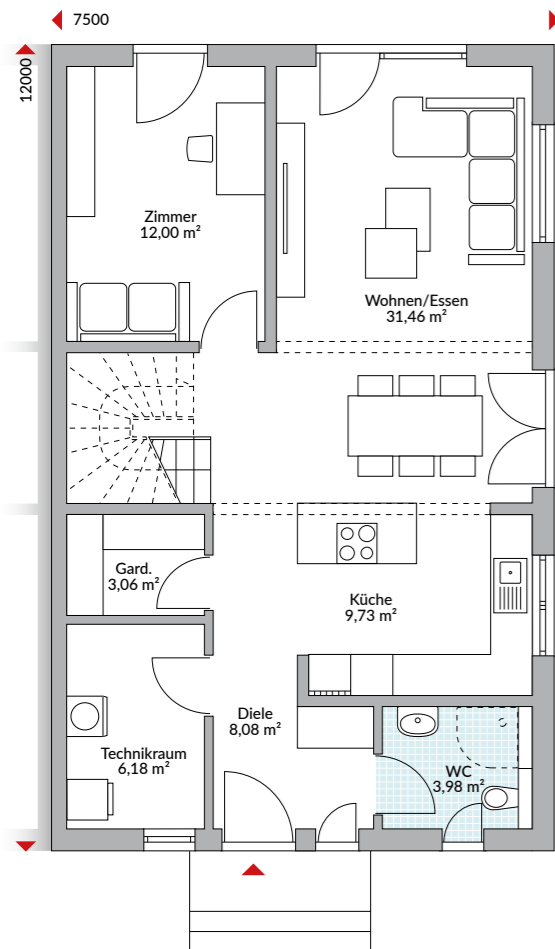 7500
12000
Zimmer
12,00 m²
Wohnen/Essen
31,46 m²
Gard.
3,06 m²
Küche
9,73 m²
Diele
8,08 m²
Technikraum
6,18 m²
WC
3,98 m²